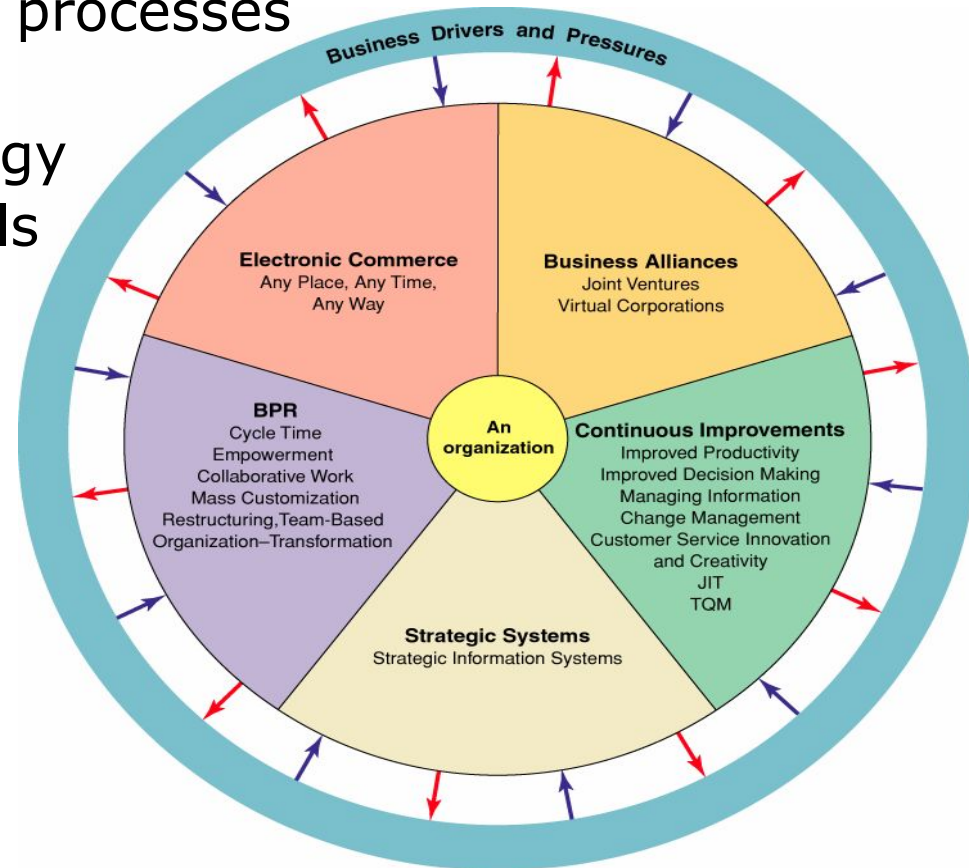 processes
gy
ls
Business Drivers and Pressures
Electronic Commerce
Any Place, Any Time,
Any Way
Business Alliances
Joint Ventures
Virtual Corporations
BPR
Cycle Time
Empowerment
Collaborative Work
Mass Customization
Restructuring,Team-Based
Organization–Transformation
An
organization
Continuous Improvements
Improved Productivity
Improved Decision Making
Managing Information
Change Management
Customer Service Innovation
and Creativity
JIT
TQM
Strategic Systems
Strategic Information Systems